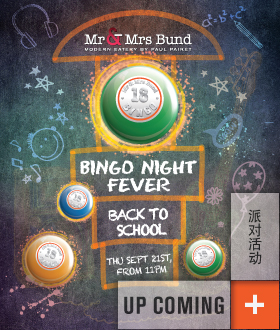 Mr & Mrs Bund
MODERN EATERY BY PAUL PAIRET
18
BINGO NIGHT
FEVER
BACK TO
SCHOOL
THU SEPT 21ST,
FROM 11PM
派对活动
UP COMING +